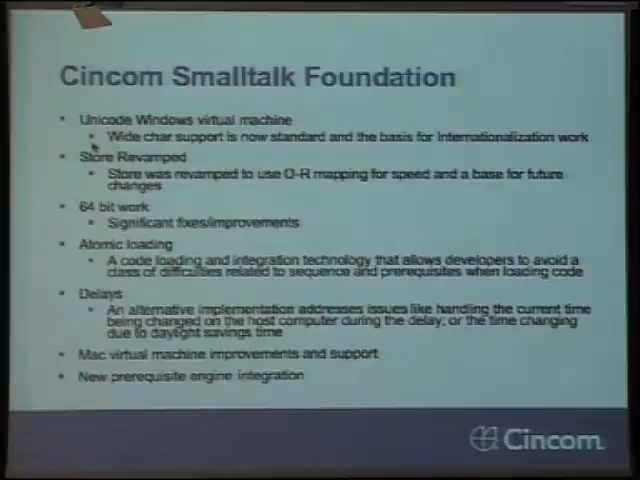 Cincom Smalltalk Foundation
• Unicode Windows virtual machine
• Wide char support is now standard and the basis for Internationalization work
• Store Revamped
• Store was revamped to use O-R mapping for speed and a base for future
changes
• 64 bit work
• Significant fixes/improvements
• Atomic loading
• A code loading and integration technology that allows developers to avoid a
class of difficulties related to sequence and prerequisites when loading code
• Delays
• An alternative implementation addresses issues like handling the current time
being changed on the host computer during the delay; or the time changing
due to daylight savings time
• Mac virtual machine improvements and support
• New prerequisite engine integration
Cincom